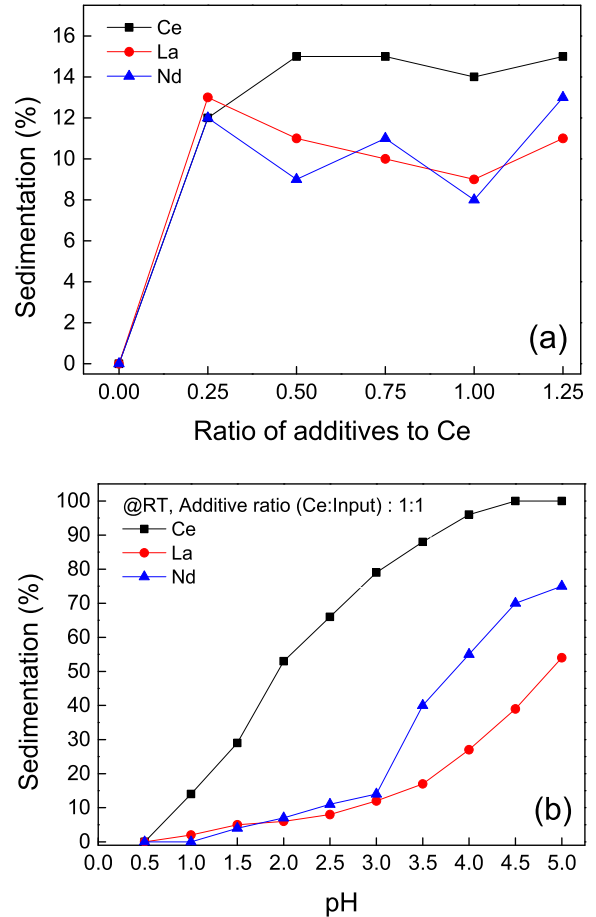 Ce
La
Nd
16
14
12
10
8
6
4
2
0
Sedimentation (%)
(a)
0.00 0.25 0.50 0.75 1.00 1.25
Ratio of additives to Ce
@RT, Additive ratio (Ce:Input) : 1:1
Ce
La
Nd
100
90
80
70
60
50
40
30
20
10
0
Sedimentation (%)
(b)
0.0 0.5 1.0 1.5 2.0 2.5 3.0 3.5 4.0 4.5 5.0
pH